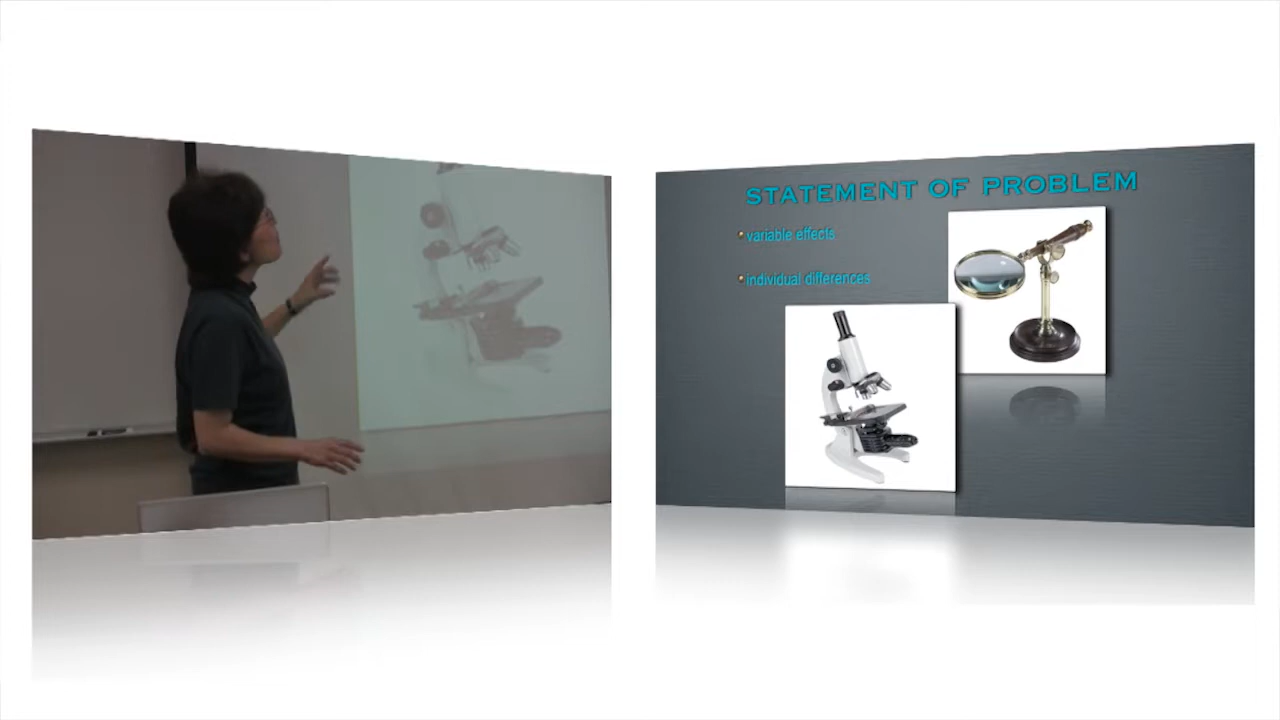 STATEMENT OF PROBLEM
variable effects
individual differences